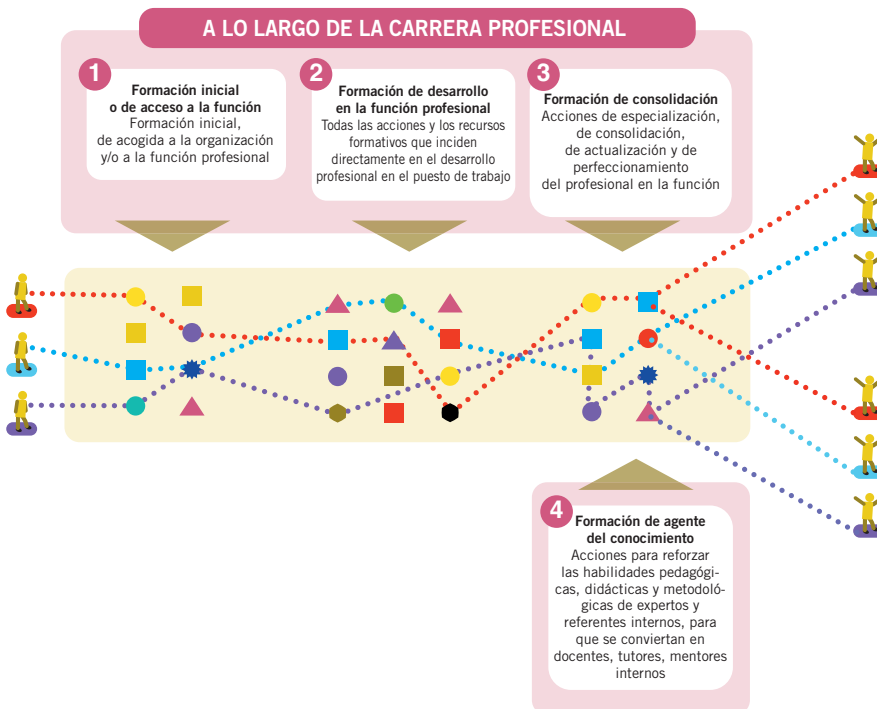 A LO LARGO DE LA CARRERA PROFESIONAL
1
Formación inicial
o de acceso a la función
Formación inicial,
de acogida a la organización
y/o a la función profesional
2
Formación de desarrollo
en la función profesional
Todas las acciones y los recursos
formativos que inciden
directamente en el desarrollo
profesional en el puesto de trabajo
3
Formación de consolidación
Acciones de especialización,
de consolidación,
de actualización y de
perfeccionamiento
del profesional en la función
4
Formación de agente
del conocimiento
Acciones para reforzar
las habilidades pedagógi-
cas, didácticas y metodoló-
gicas de expertos y
referentes internos, para
que se conviertan en
docentes, tutores, mentores
internos